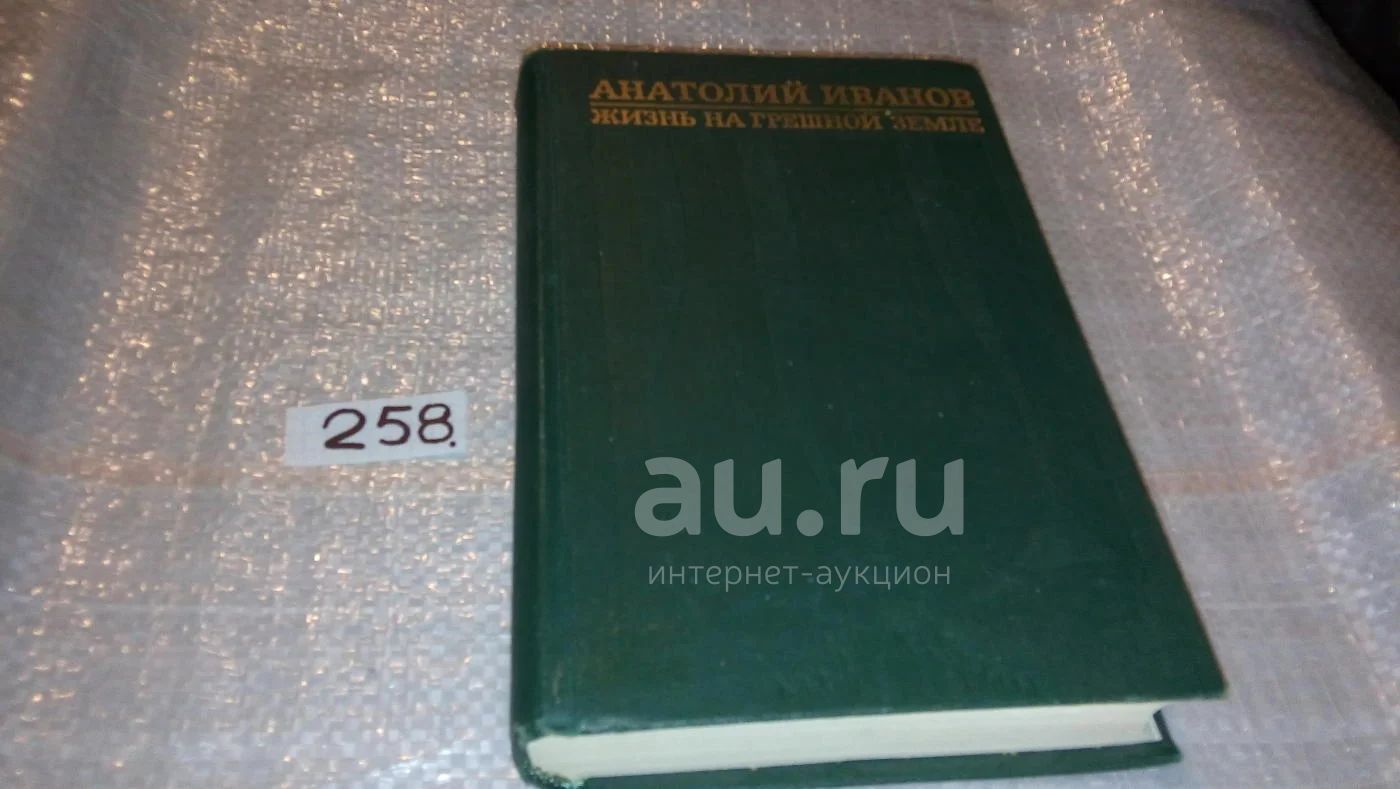 АНАТОЛИЙ ИВАНОВ
ЖИЗНЬ НА ГРЕШНОЙ ЗЕМЛЕ
258.
au.ru
интернет-аукцион